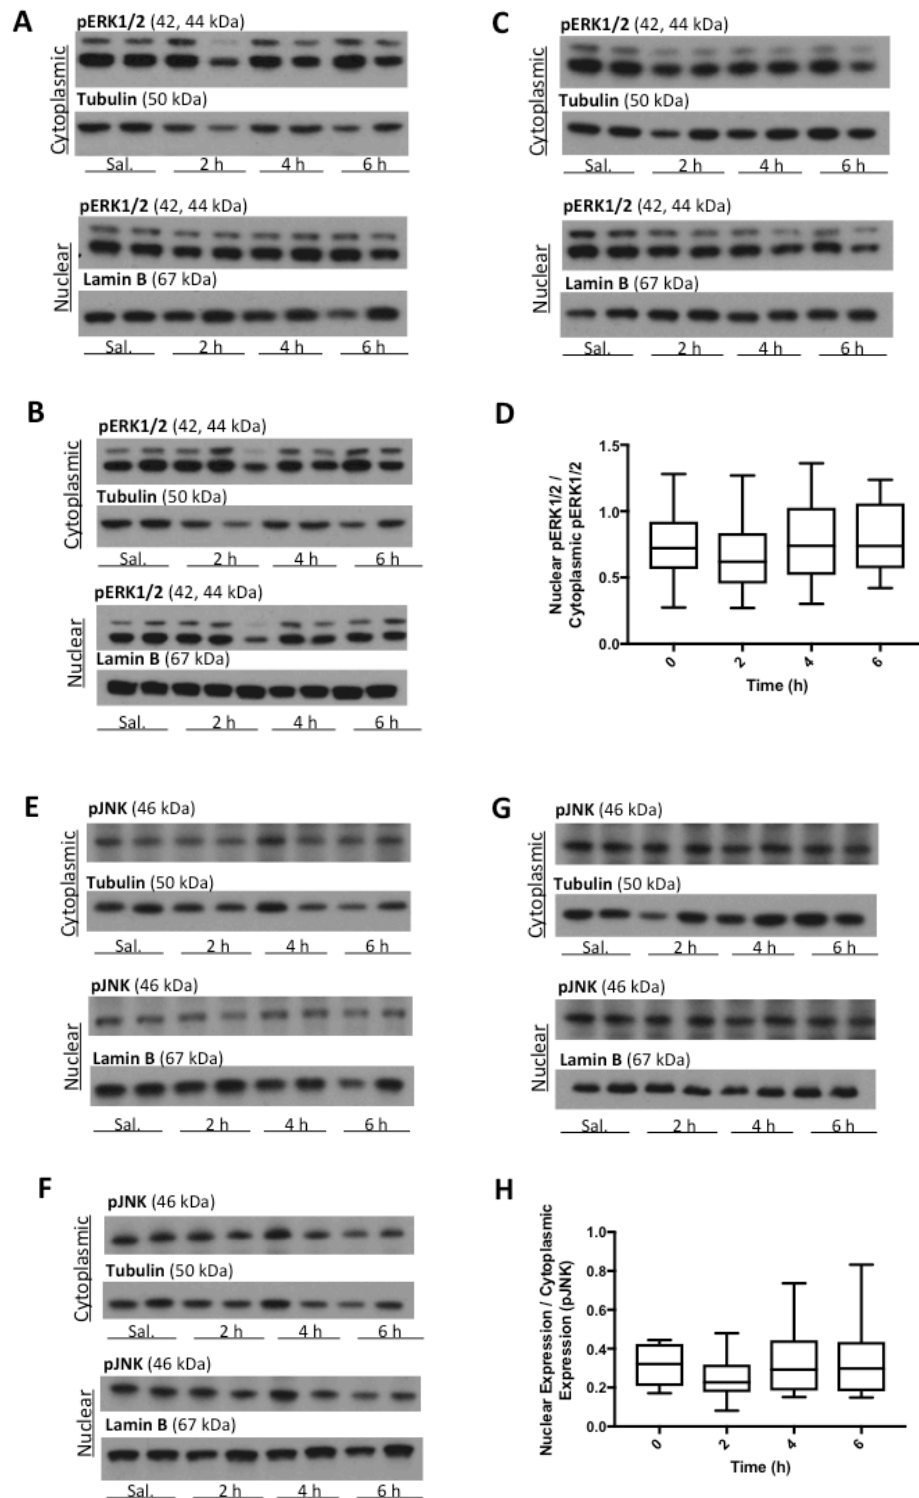 A
pERK1/2 (42, 44 kDa)
Cytoplasmic
Tubulin (50 kDa)
Sal. 2 h 4 h 6 h
pERK1/2 (42, 44 kDa)
Nuclear
Lamin B (67 kDa)
Sal. 2 h 4 h 6 h
C
pERK1/2 (42, 44 kDa)
Cytoplasmic
Tubulin (50 kDa)
Sal. 2 h 4 h 6 h
pERK1/2 (42, 44 kDa)
Nuclear
Lamin B (67 kDa)
Sal. 2 h 4 h 6 h
B
pERK1/2 (42, 44 kDa)
Cytoplasmic
Tubulin (50 kDa)
Sal. 2 h 4 h 6 h
pERK1/2 (42, 44 kDa)
Nuclear
Lamin B (67 kDa)
Sal. 2 h 4 h 6 h
D
Nuclear pERK1/2 /
Cytoplasmic pERK1/2
1.5
1.0
0.5
0.0
0 2 4 6
Time (h)
E
pJNK (46 kDa)
Cytoplasmic
Tubulin (50 kDa)
Sal. 2 h 4 h 6 h
pJNK (46 kDa)
Nuclear
Lamin B (67 kDa)
Sal. 2 h 4 h 6 h
G
pJNK (46 kDa)
Cytoplasmic
Tubulin (50 kDa)
Sal. 2 h 4 h 6 h
pJNK (46 kDa)
Nuclear
Lamin B (67 kDa)
Sal. 2 h 4 h 6 h
F
pJNK (46 kDa)
Cytoplasmic
Tubulin (50 kDa)
Sal. 2 h 4 h 6 h
pJNK (46 kDa)
Nuclear
Lamin B (67 kDa)
Sal. 2 h 4 h 6 h
H
Nuclear Expression / Cytoplasmic
Expression (pJNK)
1.0
0.8
0.6
0.4
0.2
0.0
0 2 4 6
Time (h)